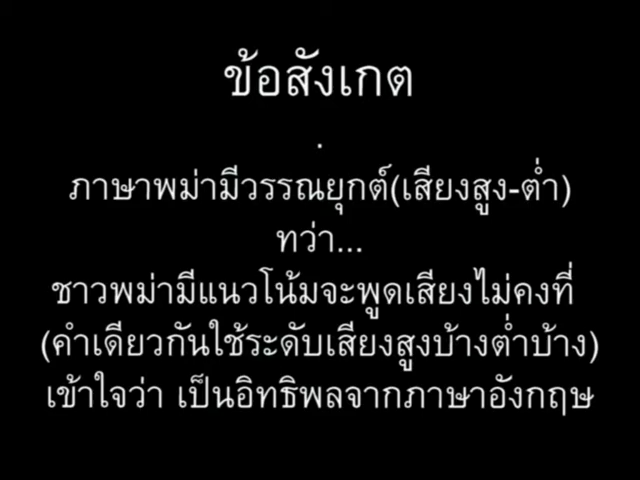 ข้อสังเกต
.
ภาษาพม่ามีวรรณยุกต์(เสียงสูง-ต่ำ)
ทว่า...
ชาวพม่ามีแนวโน้มจะพูดเสียงไม่คงที่
(คำเดียวกันใช้ระดับเสียงสูงบ้างต่ำบ้าง)
เข้าใจว่า เป็นอิทธิพลจากภาษาอังกฤษ